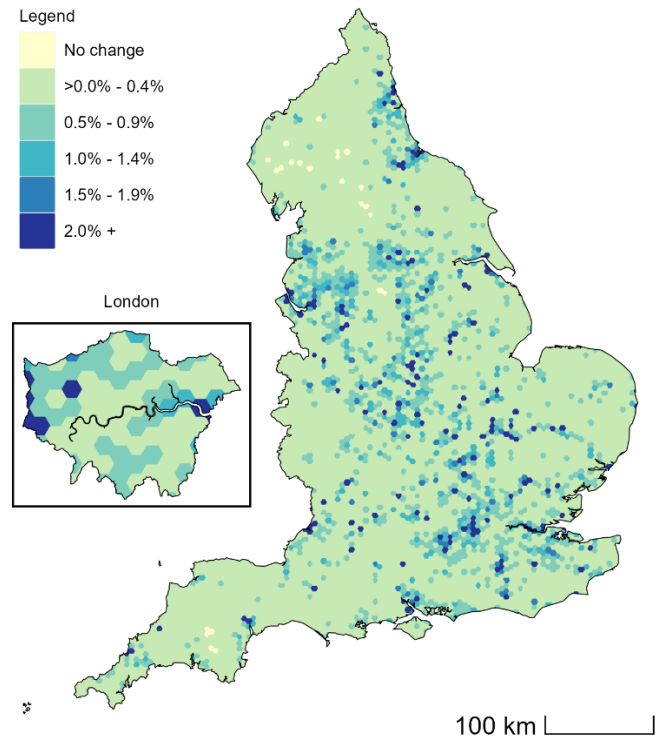 Legend
No change
>0.0% - 0.4%
0.5% - 0.9%
1.0% - 1.4%
1.5% - 1.9%
2.0% +
London
100 km